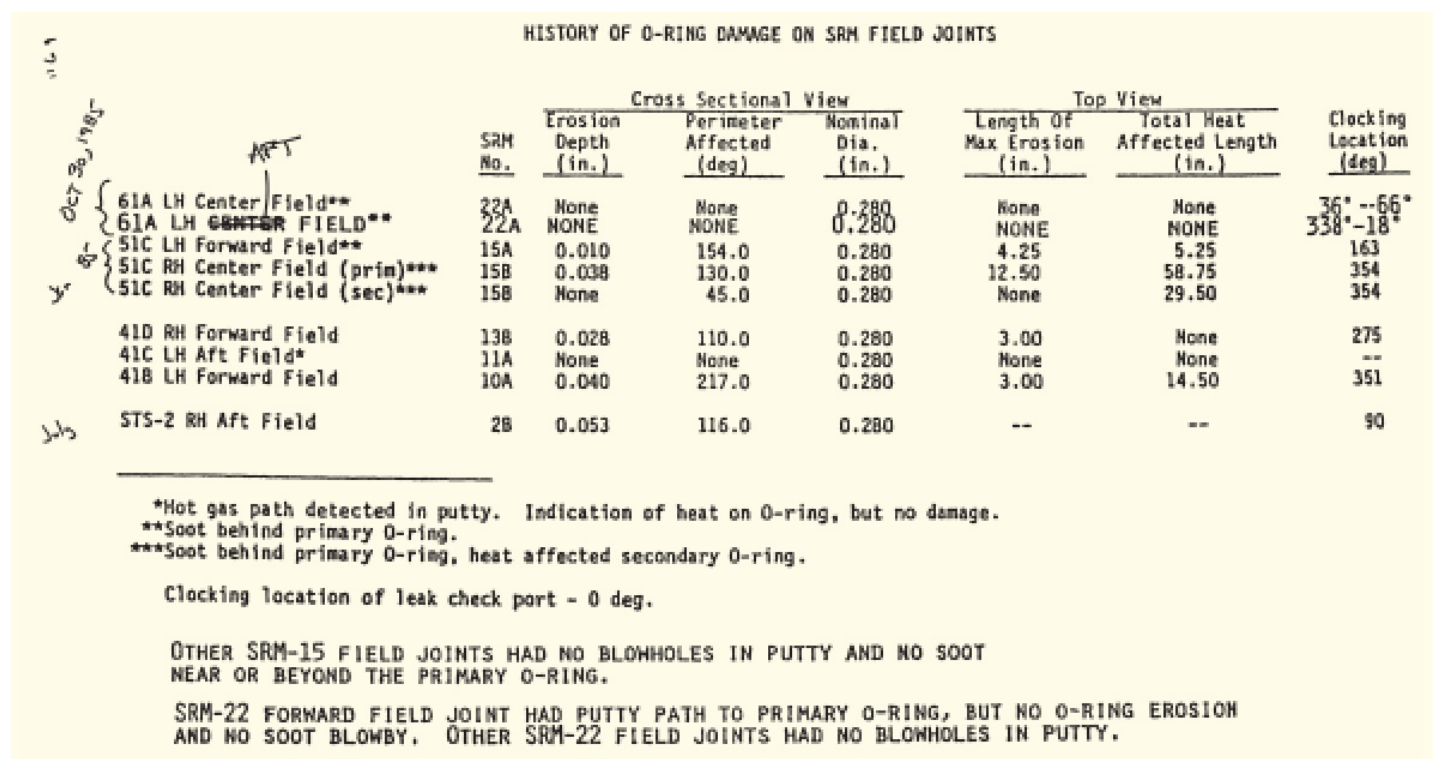 HISTORY OF O-RING DAMAGE ON SRM FIELD JOINTS
Cross Sectional View Top View
Erosion Perimeter Nominal Length Of Total Heat Clocking
SRM Depth Affected Dia. Max Erosion Affected Length Location
No. (in.) (deg) (in.) (in.) (in.) (deg)
Oct 30, 1985
AFT
61A LH Center Field** 22A None None 0.280 None None 36° --66°
61A LH CENTER FIELD** 22A NONE NONE 0.280 NONE NONE 338°-18°
51C LH Forward Field** 15A 0.010 154.0 0.280 4.25 5.25 163
51C RH Center Field (prim)*** 15B 0.038 130.0 0.280 12.50 58.75 354
51C RH Center Field (sec)*** 15B None 45.0 0.280 None 29.50 354
41D RH Forward Field 13B 0.028 110.0 0.280 3.00 None 275
41C LH Aft Field* 11A None None 0.280 None None --
41B LH Forward Field 10A 0.040 217.0 0.280 3.00 14.50 351
STS-2 RH Aft Field 2B 0.053 116.0 0.280 -- -- 90
*Hot gas path detected in putty. Indication of heat on O-ring, but no damage.
**Soot behind primary O-ring.
***Soot behind primary O-ring, heat affected secondary O-ring.
Clocking location of leak check port - 0 deg.
OTHER SRM-15 FIELD JOINTS HAD NO BLOWHOLES IN PUTTY AND NO SOOT
NEAR OR BEYOND THE PRIMARY O-RING.
SRM-22 FORWARD FIELD JOINT HAD PUTTY PATH TO PRIMARY O-RING, BUT NO O-RING EROSION
AND NO SOOT BLOWBY. OTHER SRM-22 FIELD JOINTS HAD NO BLOWHOLES IN PUTTY.